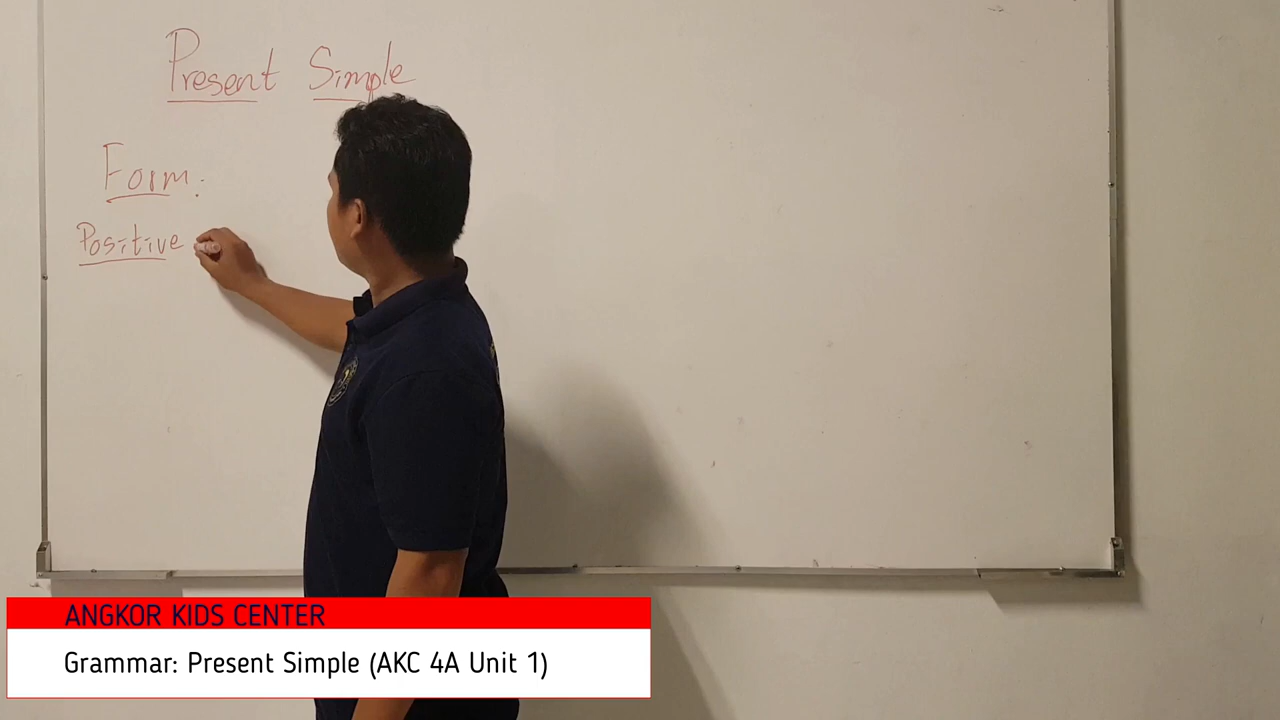 Present Simple
Form:
Positive
ANGKOR KIDS CENTER
Grammar: Present Simple (AKC 4A Unit 1)